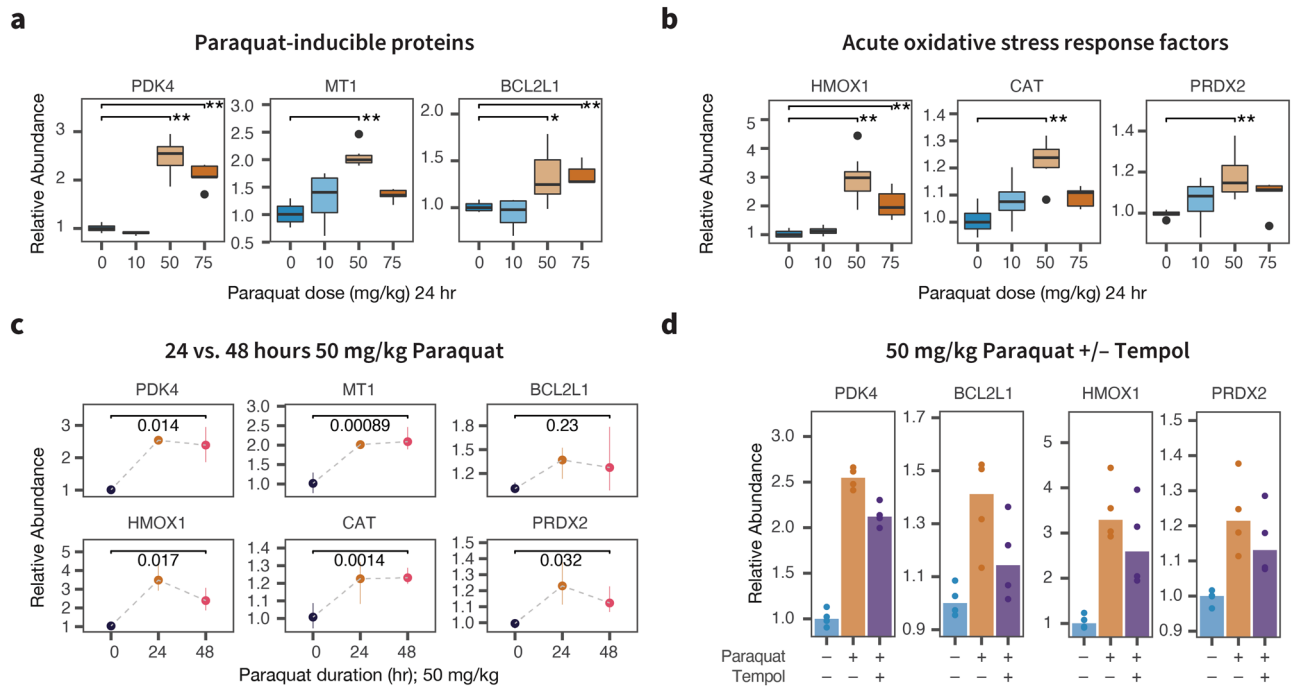 a
Paraquat-inducible proteins
PDK4
MT1
BCL2L1
Relative Abundance
3
2
1
3.0
2.5
2.0
1.5
1.0
0.5
2.0
1.5
1.0
** **
**
* **
0 10 50 75
0 10 50 75
0 10 50 75
Paraquat dose (mg/kg) 24 hr
b
Acute oxidative stress response factors
HMOX1
CAT
PRDX2
Relative Abundance
5
4
3
2
1
1.4
1.3
1.2
1.1
1.0
1.4
1.2
1.0
** **
**
**
0 10 50 75
0 10 50 75
0 10 50 75
Paraquat dose (mg/kg) 24 hr
c
24 vs. 48 hours 50 mg/kg Paraquat
PDK4
MT1
BCL2L1
Relative Abundance
3
2
1
0.014
3.0
2.5
2.0
1.5
1.0
0.00089
1.8
1.5
1.2
0.23
HMOX1
CAT
PRDX2
5
4
3
2
1
0.017
1.4
1.3
1.2
1.1
1.0
0.0014
1.5
1.4
1.3
1.2
1.1
1.0
0.032
0 24 48
0 24 48
0 24 48
Paraquat duration (hr); 50 mg/kg
d
50 mg/kg Paraquat +/– Tempol
PDK4
BCL2L1
HMOX1
PRDX2
Relative Abundance
3.0
2.5
2.0
1.0
1.7
1.5
1.3
1.1
0.9
5
4
3
2
1
1.5
1.4
1.3
1.2
1.1
1.0
0.9
Paraquat – + + – + + – + + – + +
Tempol – – + – – + – – + – – +